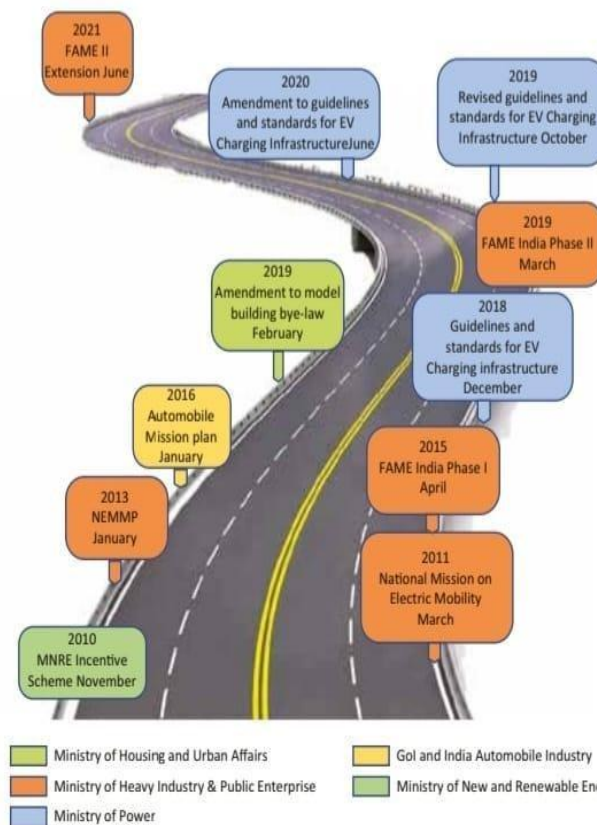 2021
FAME II
Extension June
2020
Amendment to guidelines
and standards for EV
Charging InfrastructureJune
2019
Revised guidelines and
standards for EV Charging
Infrastructure October
2019
FAME India Phase II
March
2019
Amendment to model
building bye-law
February
2018
Guidelines and
standards for EV
Charging infrastructure
December
2016
Automobile
Mission plan
January
2015
FAME India Phase I
April
2013
NEMMP
January
2011
National Mission on
Electric Mobility
March
2010
MNRE Incentive
Scheme November
Ministry of Housing and Urban Affairs
GoI and India Automobile Industry
Ministry of Heavy Industry & Public Enterprise
Ministry of New and Renewable Ene
Ministry of Power